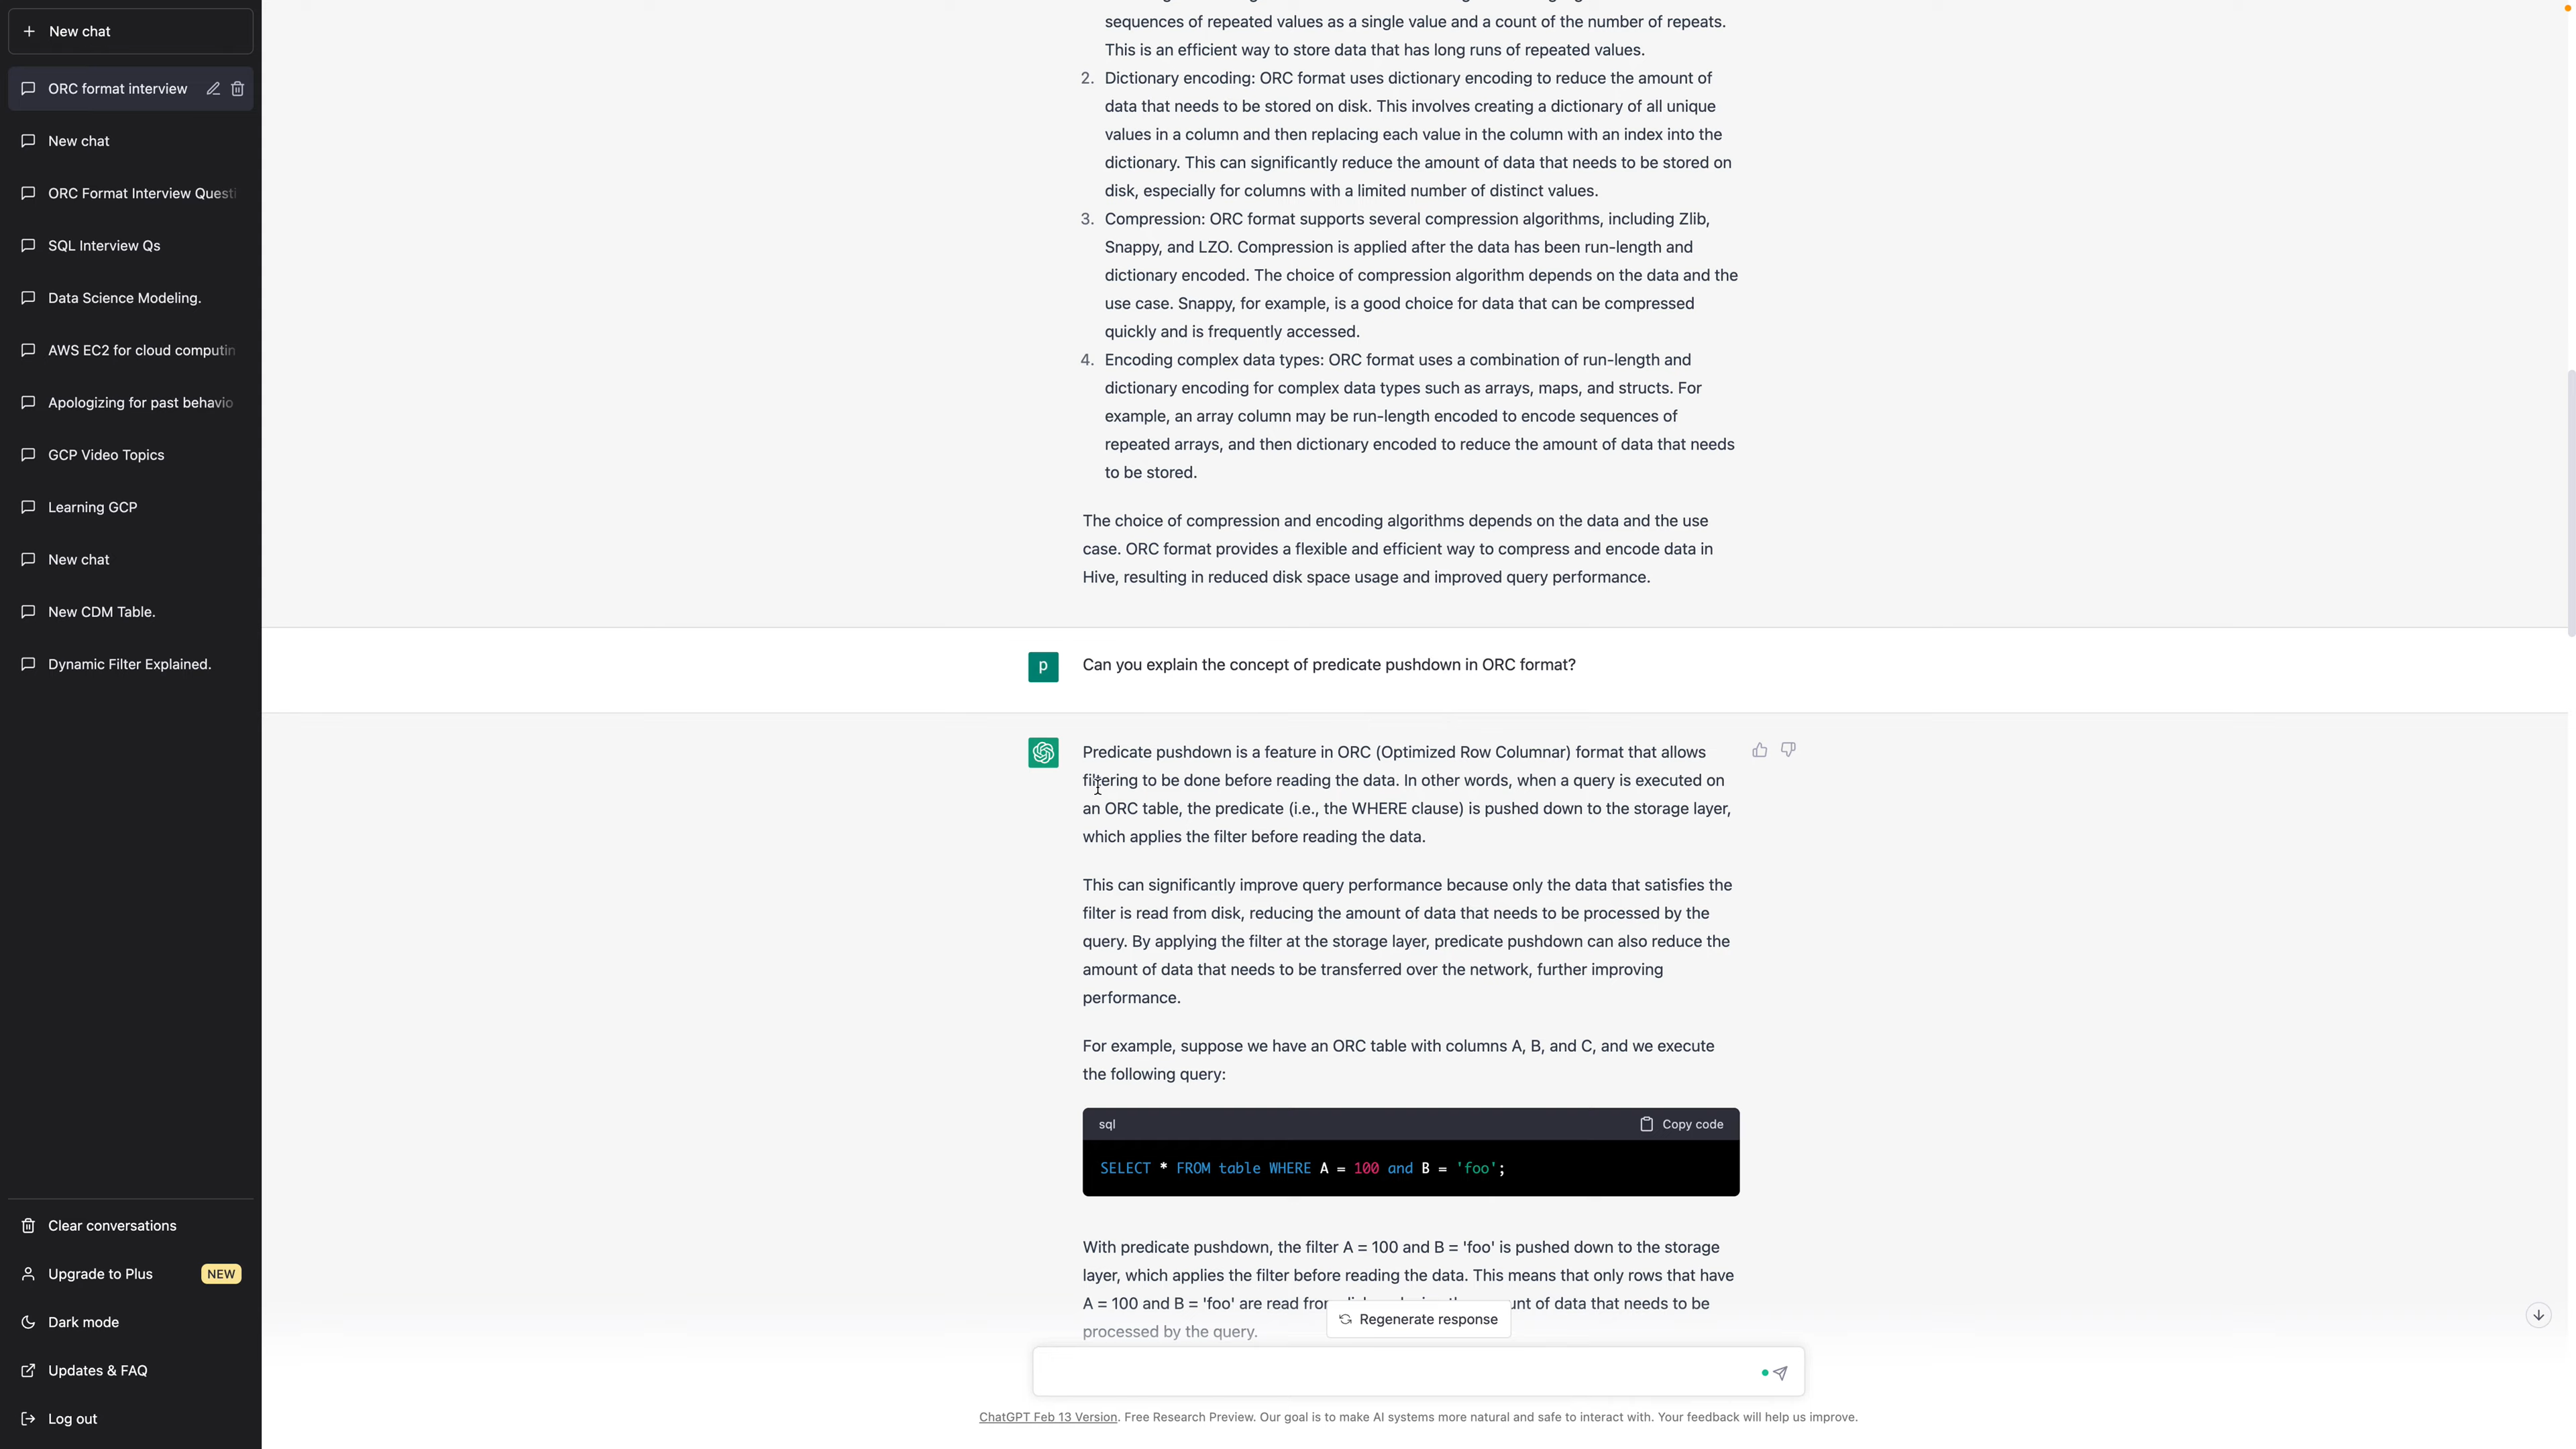 New chat
ORC format interview
New chat
ORC Format Interview Questi
SQL Interview Qs
Data Science Modeling.
AWS EC2 for cloud computin
Apologizing for past behavio
GCP Video Topics
Learning GCP
New chat
New CDM Table.
Dynamic Filter Explained.
Clear conversations
Upgrade to Plus NEW
Dark mode
Updates & FAQ
Log out
sequences of repeated values as a single value and a count of the number of repeats.
This is an efficient way to store data that has long runs of repeated values.
2. Dictionary encoding: ORC format uses dictionary encoding to reduce the amount of
data that needs to be stored on disk. This involves creating a dictionary of all unique
values in a column and then replacing each value in the column with an index into the
dictionary. This can significantly reduce the amount of data that needs to be stored on
disk, especially for columns with a limited number of distinct values.
3. Compression: ORC format supports several compression algorithms, including Zlib,
Snappy, and LZO. Compression is applied after the data has been run-length and
dictionary encoded. The choice of compression algorithm depends on the data and the
use case. Snappy, for example, is a good choice for data that can be compressed
quickly and is frequently accessed.
4. Encoding complex data types: ORC format uses a combination of run-length and
dictionary encoding for complex data types such as arrays, maps, and structs. For
example, an array column may be run-length encoded to encode sequences of
repeated arrays, and then dictionary encoded to reduce the amount of data that needs
to be stored.
The choice of compression and encoding algorithms depends on the data and the use
case. ORC format provides a flexible and efficient way to compress and encode data in
Hive, resulting in reduced disk space usage and improved query performance.
p Can you explain the concept of predicate pushdown in ORC format?
Predicate pushdown is a feature in ORC (Optimized Row Columnar) format that allows
filtering to be done before reading the data. In other words, when a query is executed on
an ORC table, the predicate (i.e., the WHERE clause) is pushed down to the storage layer,
which applies the filter before reading the data.
This can significantly improve query performance because only the data that satisfies the
filter is read from disk, reducing the amount of data that needs to be processed by the
query. By applying the filter at the storage layer, predicate pushdown can also reduce the
amount of data that needs to be transferred over the network, further improving
performance.
For example, suppose we have an ORC table with columns A, B, and C, and we execute
the following query:
sql Copy code
SELECT * FROM table WHERE A = 100 and B = 'foo';
With predicate pushdown, the filter A = 100 and B = 'foo' is pushed down to the storage
layer, which applies the filter before reading the data. This means that only rows that have
A = 100 and B = 'foo' are read from unt of data that needs to be
processed by the query.
Regenerate response
ChatGPT Feb 13 Version. Free Research Preview. Our goal is to make AI systems more natural and safe to interact with. Your feedback will help us improve.